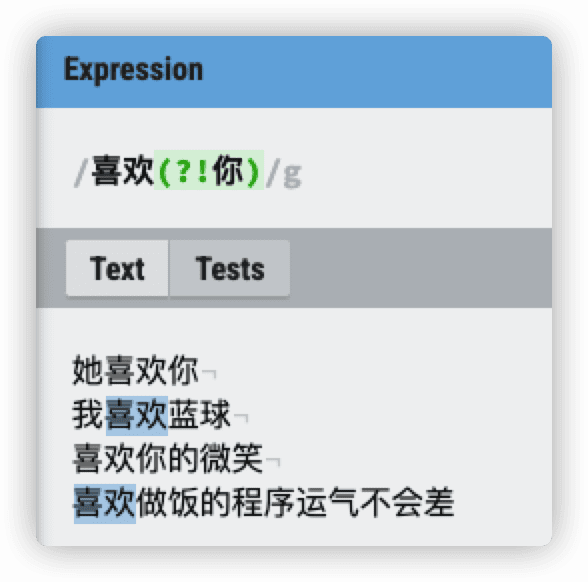 Expression
/喜欢(?!你)/g
Text Tests
她喜欢你¬
我喜欢蓝球¬
喜欢你的微笑¬
喜欢做饭的程序运气不会差